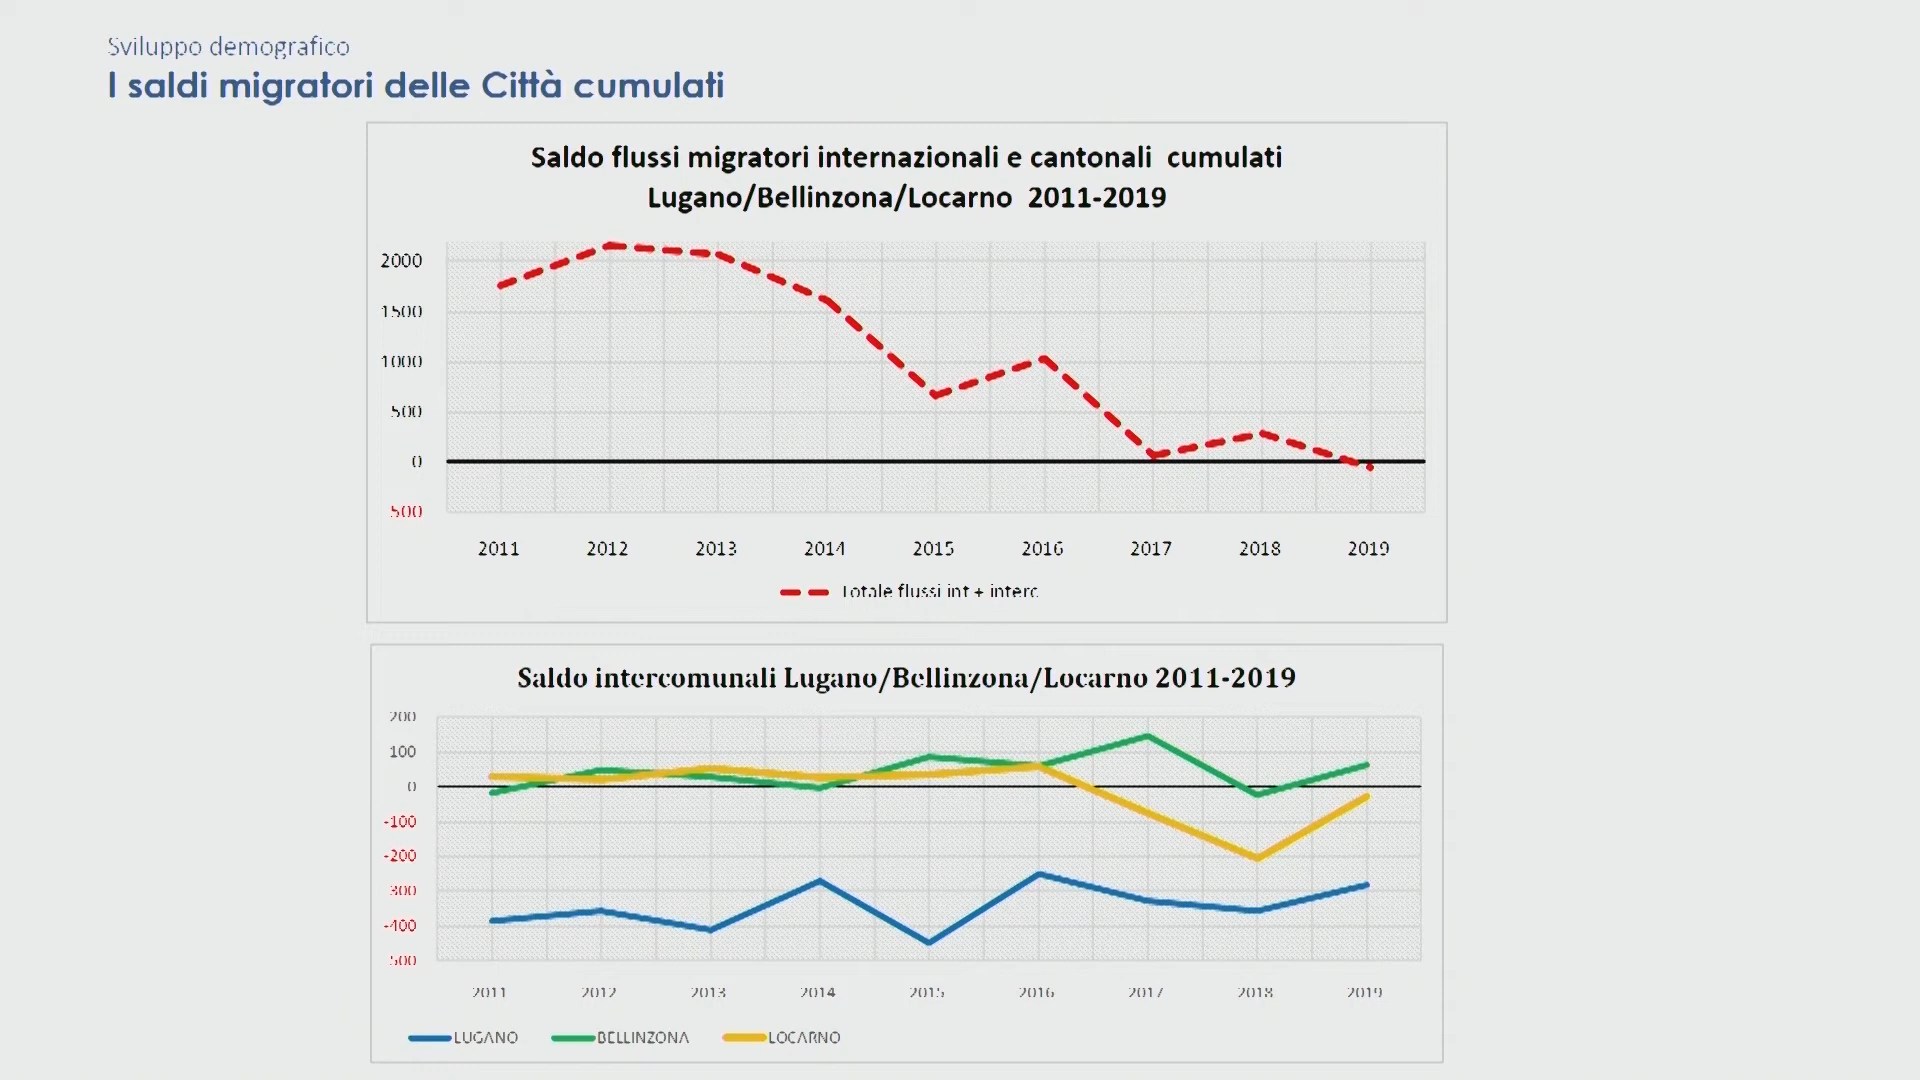 Sviluppo demografico
I saldi migratori delle Città cumulati
Saldo flussi migratori internazionali e cantonali cumulati
Lugano/Bellinzona/Locarno 2011-2019
2000
1500
1000
500
0
500
2011 2012 2013 2014 2015 2016 2017 2018 2019
Totale flussi int + interc
Saldo intercomunali Lugano/Bellinzona/Locarno 2011-2019
200
100
0
-100
-200
300
-400
500
2011 2012 2013 2014 2015 2016 2017 2018 2019
LUGANO BELLINZONA LOCARNO